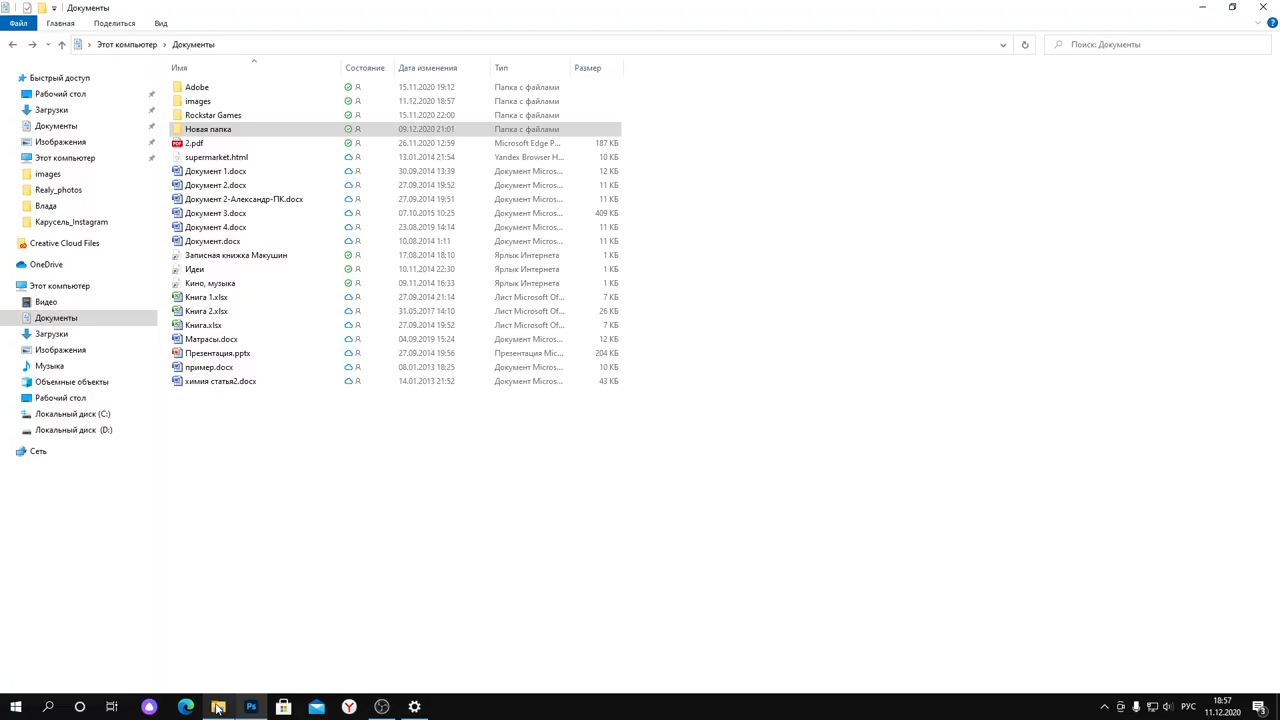 Документы
Файл Главная Поделиться Вид
Этот компьютер Документы Поиск: Документы
Имя Состояние Дата изменения Тип Размер
Быстрый доступ
Рабочий стол
Загрузки
Документы
Изображения
Этот компьютер
images
Realy_photos
Влада
Карусель_Instagram
Creative Cloud Files
OneDrive
Этот компьютер
Видео
Документы
Загрузки
Изображения
Музыка
Объемные объекты
Рабочий стол
Локальный диск (C:)
Локальный диск (D:)
Сеть
Adobe 15.11.2020 19:12 Папка с файлами
images 11.12.2020 18:57 Папка с файлами
Rockstar Games 15.11.2020 22:00 Папка с файлами
Новая папка 09.12.2020 21:01 Папка с файлами
2.pdf 26.11.2020 12:59 Microsoft Edge P... 187 КБ
supermarket.html 13.01.2014 21:54 Yandex Browser H... 10 КБ
Документ 1.docx 30.09.2014 13:39 Документ Micros... 12 КБ
Документ 2.docx 27.09.2014 19:52 Документ Micros... 11 КБ
Документ 2-Александр-ПК.docx 27.09.2014 19:51 Документ Micros... 11 КБ
Документ 3.docx 07.10.2015 10:25 Документ Micros... 409 КБ
Документ 4.docx 23.08.2019 14:14 Документ Micros... 11 КБ
Документ.docx 10.08.2014 1:11 Документ Micros... 11 КБ
Записная книжка Макушин 17.08.2014 18:10 Ярлык Интернета 1 КБ
Идеи 10.11.2014 22:30 Ярлык Интернета 1 КБ
Кино, музыка 09.11.2014 16:33 Ярлык Интернета 1 КБ
Книга 1.xlsx 27.09.2014 21:14 Лист Microsoft Of... 7 КБ
Книга 2.xlsx 31.05.2017 14:10 Лист Microsoft Of... 26 КБ
Книга.xlsx 27.09.2014 19:52 Лист Microsoft Of... 7 КБ
Матрасы.docx 04.09.2019 15:24 Документ Micros... 12 КБ
Презентация.pptx 27.09.2014 19:56 Презентация Mic... 204 КБ
пример.docx 08.01.2013 18:25 Документ Micros... 10 КБ
химия статья2.docx 14.01.2013 21:52 Документ Micros... 43 КБ
Ps
РУС
18:57
11.12.2020
3